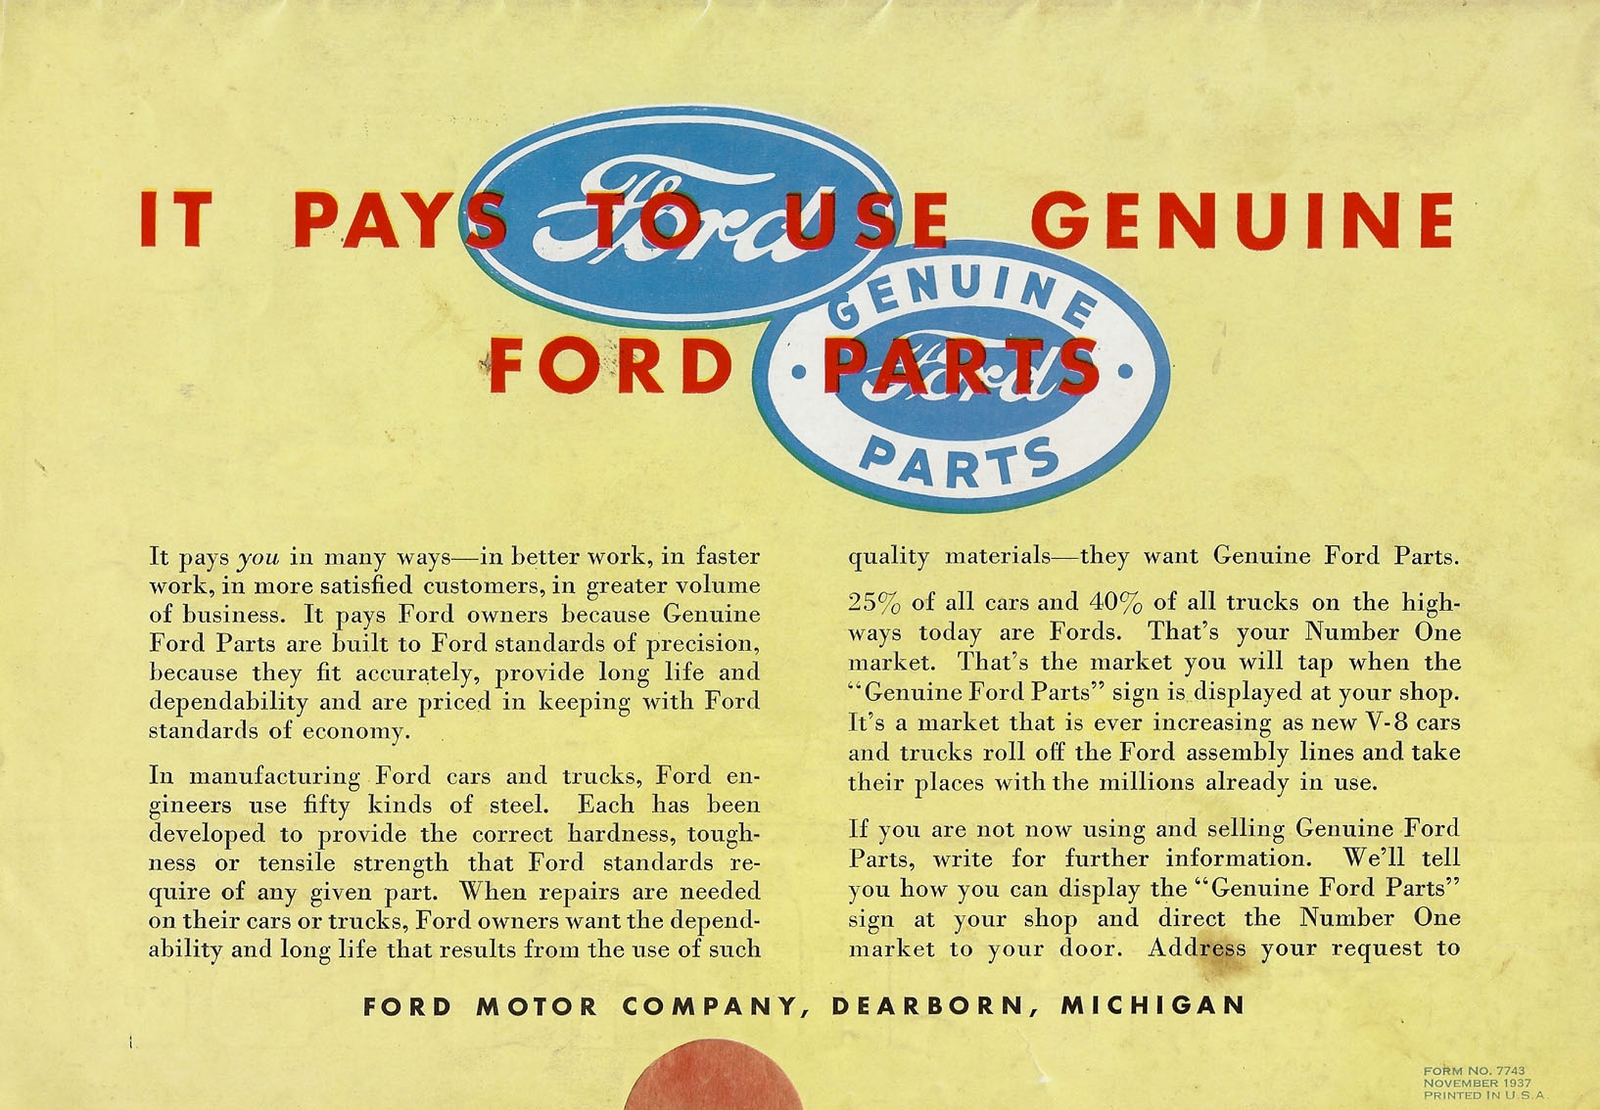 IT PAYS TO USE GENUINE
FORD PARTS
Ford
GENUINE
Ford
PARTS
It pays you in many ways—in better work, in faster
work, in more satisfied customers, in greater volume
of business. It pays Ford owners because Genuine
Ford Parts are built to Ford standards of precision,
because they fit accurately, provide long life and
dependability and are priced in keeping with Ford
standards of economy.
In manufacturing Ford cars and trucks, Ford en-
gineers use fifty kinds of steel. Each has been
developed to provide the correct hardness, tough-
ness or tensile strength that Ford standards re-
quire of any given part. When repairs are needed
on their cars or trucks, Ford owners want the depend-
ability and long life that results from the use of such
quality materials—they want Genuine Ford Parts.
25% of all cars and 40% of all trucks on the high-
ways today are Fords. That's your Number One
market. That's the market you will tap when the
“Genuine Ford Parts” sign is displayed at your shop.
It's a market that is ever increasing as new V-8 cars
and trucks roll off the Ford assembly lines and take
their places with the millions already in use.
If you are not now using and selling Genuine Ford
Parts, write for further information. We'll tell
you how you can display the “Genuine Ford Parts”
sign at your shop and direct the Number One
market to your door. Address your request to
FORD MOTOR COMPANY, DEARBORN, MICHIGAN
FORM NO. 7743
NOVEMBER 1937
PRINTED IN U.S.A